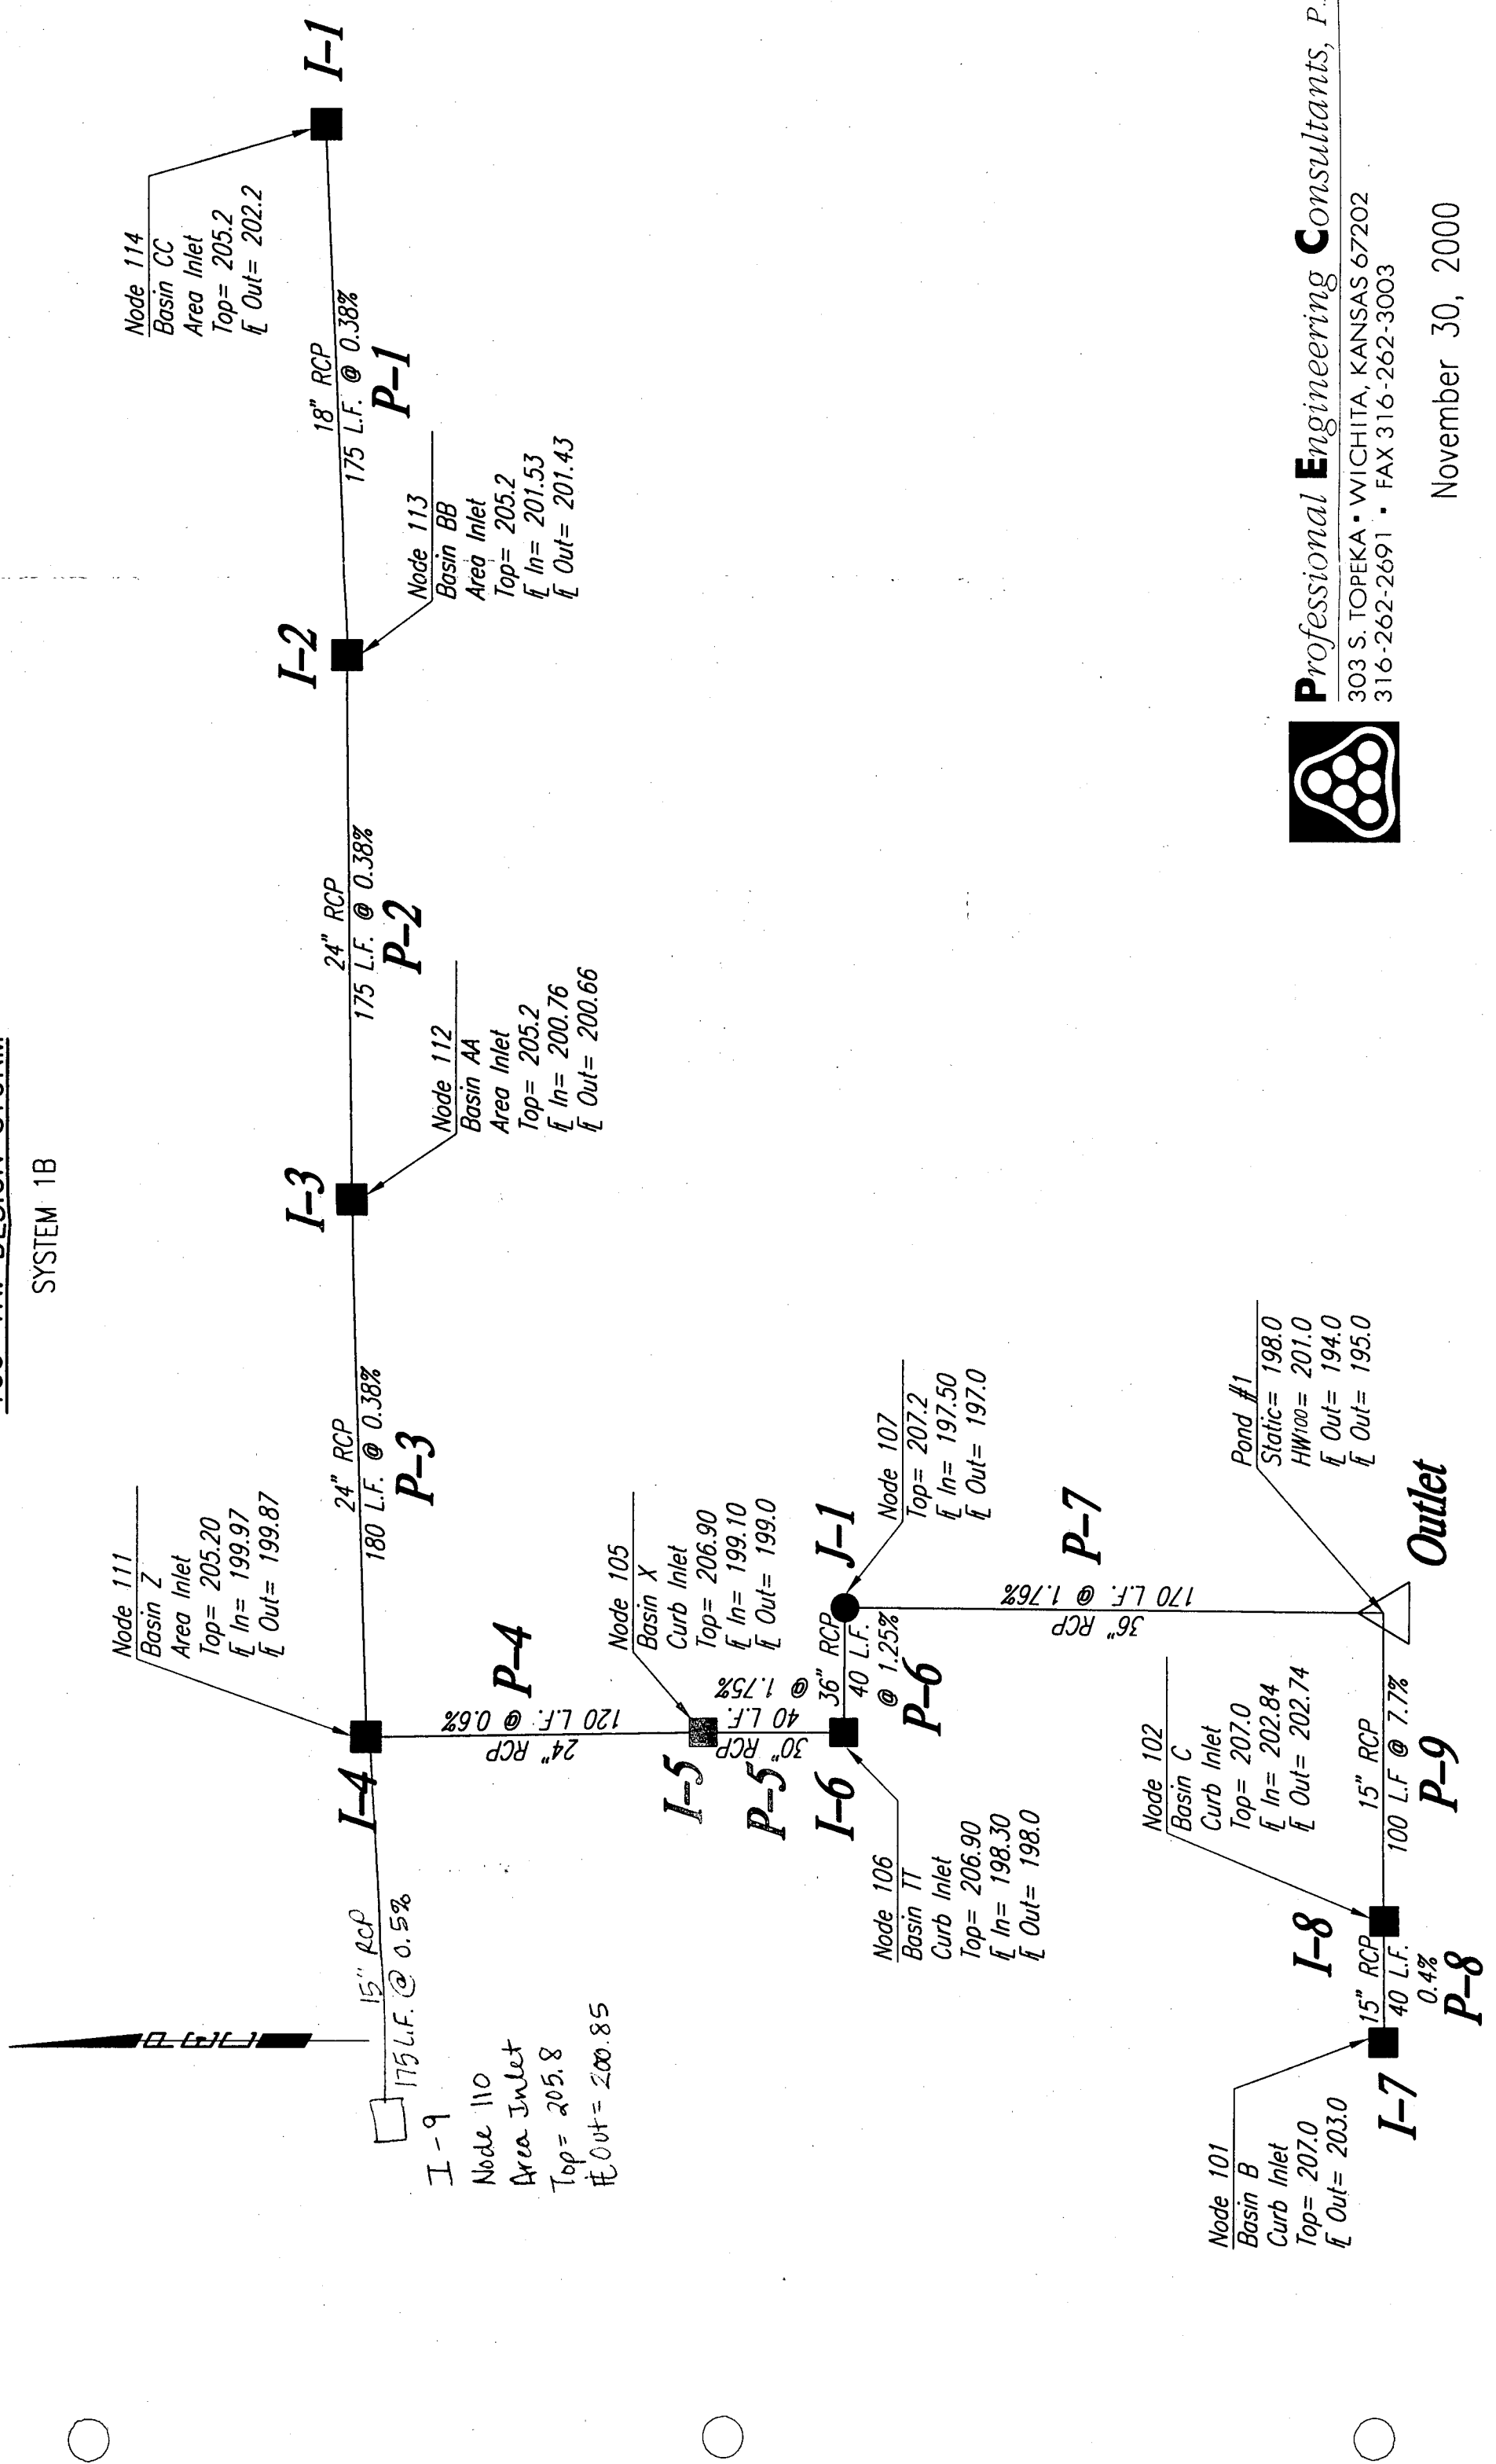 SYSTEM 1B
Node 114
Basin CC
Area Inlet
Top= 205.2
Out= 202.2
I-1
18" RCP
175 L.F. @ 0.38%
P-1
I-2
Node 113
Basin BB
Area Inlet
Top= 205.2
In= 201.53
Out= 201.43
24" RCP
175 L.F. @ 0.38%
P-2
I-3
Node 112
Basin AA
Area Inlet
Top= 205.2
In= 200.76
Out= 200.66
24" RCP
180 L.F. @ 0.38%
P-3
Node 111
Basin Z
Area Inlet
Top= 205.20
In= 199.97
Out= 199.87
I-4
15" RCP
175 L.F. @ 0.5%
I-9
Node 110
Area Inlet
Top= 205.8
Out= 200.85
24" RCP
120 L.F. @ 0.6%
P-4
Node 105
Basin X
Curb Inlet
Top= 206.90
In= 199.10
Out= 199.0
I-5
30" RCP
40 L.F. @ 1.75%
P-5
I-6
Node 106
Basin TT
Curb Inlet
Top= 206.90
In= 198.30
Out= 198.0
36" RCP
40 L.F.
@ 1.25%
P-6
J-1
Node 107
Top= 207.2
In= 197.50
Out= 197.0
36" RCP
170 L.F. @ 1.76%
P-7
Pond #1
Static= 198.0
HW100= 201.0
Out= 194.0
Out= 195.0
Outlet
Node 102
Basin C
Curb Inlet
Top= 207.0
In= 202.84
Out= 202.74
I-8
15" RCP
100 L.F @ 7.7%
P-9
15" RCP
40 L.F.
0.4%
P-8
Node 101
Basin B
Curb Inlet
Top= 207.0
Out= 203.0
I-7
Professional Engineering Consultants, P.
303 S. TOPEKA • WICHITA, KANSAS 67202
316-262-2691 • FAX 316-262-3003
November 30, 2000